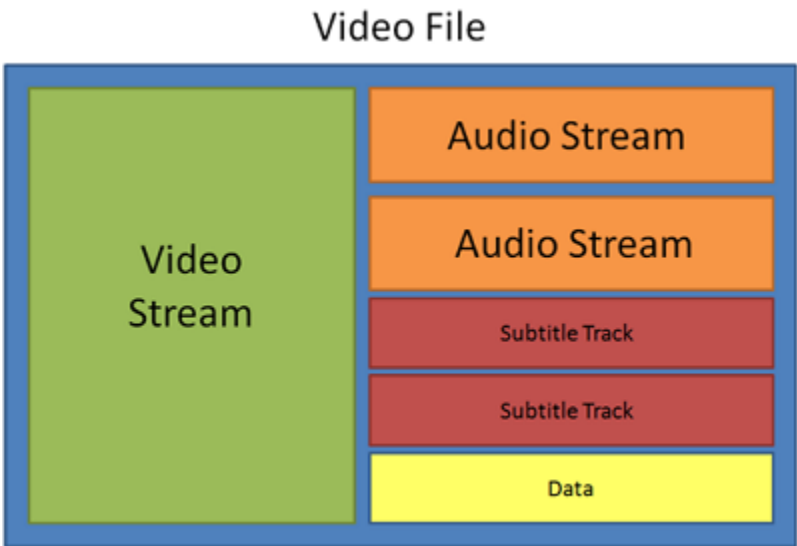 Video File
Video
Stream
Audio Stream
Audio Stream
Subtitle Track
Subtitle Track
Data